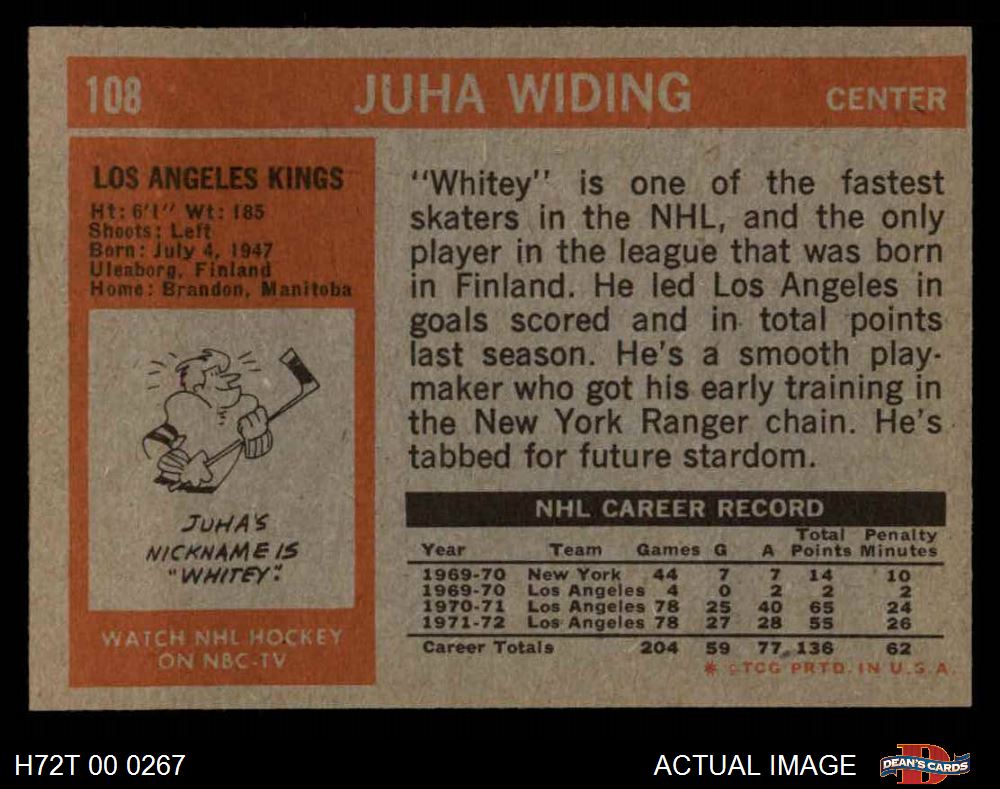 108 JUHA WIDING CENTER
LOS ANGELES KINGS
Ht: 6'1" Wt: 185
Shoots: Left
Born: July 4, 1947
Uleaborg, Finland
Home: Brandon, Manitoba
JUHA'S
NICKNAME IS
"WHITEY".
WATCH NHL HOCKEY
ON NBC-TV
"Whitey" is one of the fastest
skaters in the NHL, and the only
player in the league that was born
in Finland. He led Los Angeles in
goals scored and in total points
last season. He's a smooth play-
maker who got his early training in
the New York Ranger chain. He's
tabbed for future stardom.
NHL CAREER RECORD
Total Penalty
Year Team Games G A Points Minutes
1969-70 New York 44 7 7 14 10
1969-70 Los Angeles 4 0 2 2 2
1970-71 Los Angeles 78 25 40 65 24
1971-72 Los Angeles 78 27 28 55 26
Career Totals 204 59 77 136 62
* ©TCG PRTD. IN U.S.A.
H72T 00 0267 ACTUAL IMAGE DEAN'S CARDS